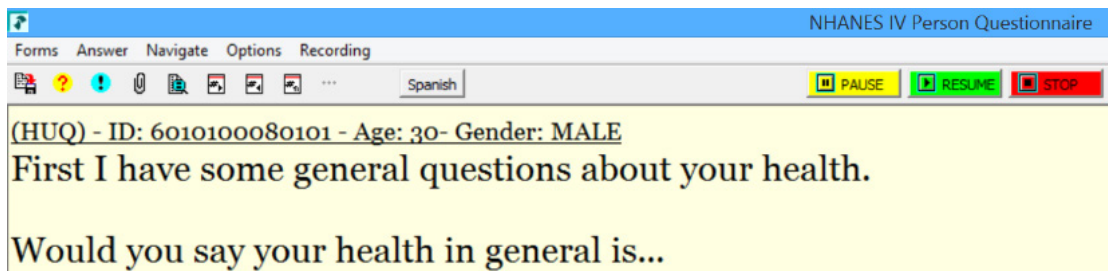 NHANES IV Person Questionnaire
Forms Answer Navigate Options Recording
Spanish PAUSE RESUME STOP
(HUQ) - ID: 6010100080101 - Age: 30- Gender: MALE
First I have some general questions about your health.
Would you say your health in general is...